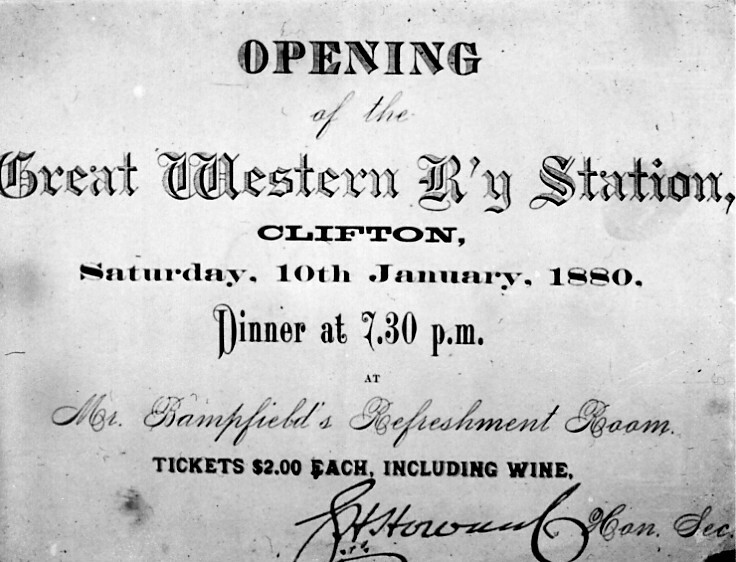 OPENING
of the
Great Western R'y Station,
CLIFTON,
Saturday, 10th January, 1880.
Dinner at 7.30 p.m.
AT
Mr. Bampfield's Refreshment Room.
TICKETS $2.00 EACH, INCLUDING WINE,
Howard Hon. Sec.